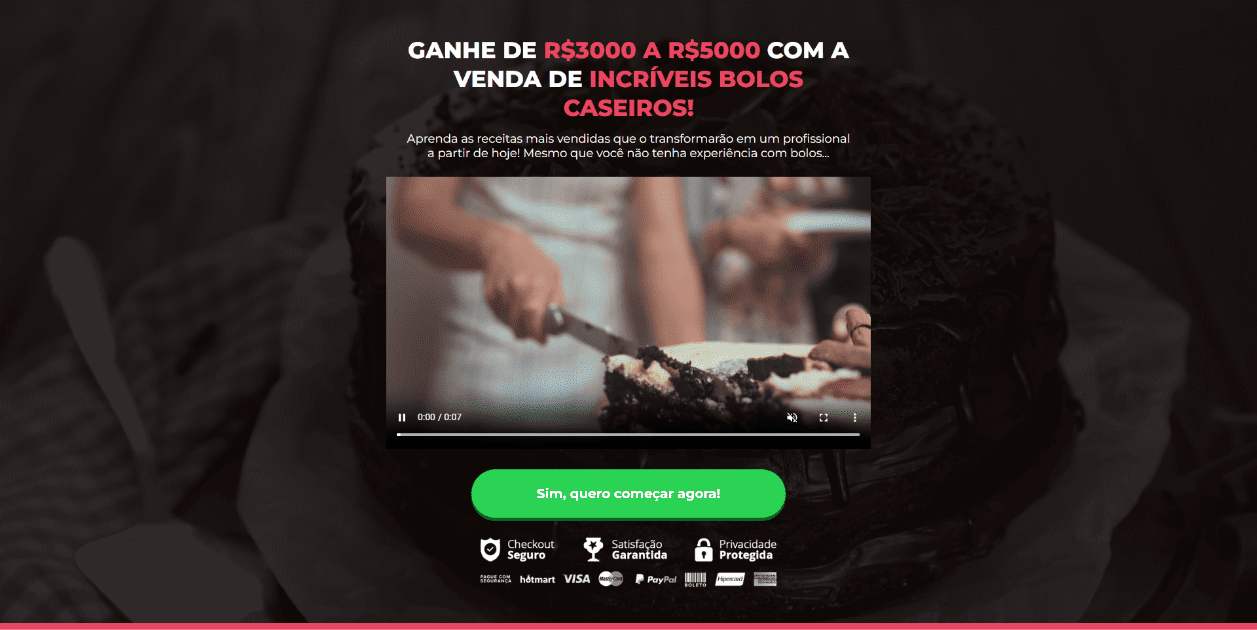 GANHE DE R$3000 A R$5000 COM A
VENDA DE INCRÍVEIS BOLOS
CASEIROS!
Aprenda as receitas mais vendidas que o transformarão em um profissional
a partir de hoje! Mesmo que você não tenha experiência com bolos...
0:00 / 0:07
Sim, quero começar agora!
Checkout
Seguro
Satisfação
Garantida
Privacidade
Protegida
PAGUE COM
SEGURANÇA
hotmart
VISA
MasterCard
PayPal
BOLETO
Hipercard